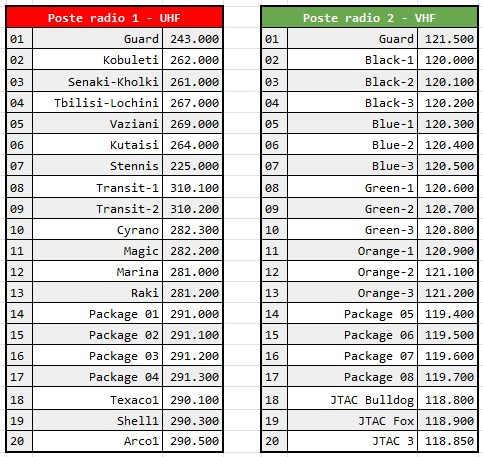 Poste radio 1 - UHF
01 Guard 243.000
02 Kobuleti 262.000
03 Senaki-Kholki 261.000
04 Tbilisi-Lochini 267.000
05 Vaziani 269.000
06 Kutaisi 264.000
07 Stennis 225.000
08 Transit-1 310.100
09 Transit-2 310.200
10 Cyrano 282.300
11 Magic 282.200
12 Marina 281.000
13 Raki 281.200
14 Package 01 291.000
15 Package 02 291.100
16 Package 03 291.200
17 Package 04 291.300
18 Texaco1 290.100
19 Shell1 290.300
20 Arco1 290.500
Poste radio 2 - VHF
01 Guard 121.500
02 Black-1 120.000
03 Black-2 120.100
04 Black-3 120.200
05 Blue-1 120.300
06 Blue-2 120.400
07 Blue-3 120.500
08 Green-1 120.600
09 Green-2 120.700
10 Green-3 120.800
11 Orange-1 120.900
12 Orange-2 121.100
13 Orange-3 121.200
14 Package 05 119.400
15 Package 06 119.500
16 Package 07 119.600
17 Package 08 119.700
18 JTAC Bulldog 118.800
19 JTAC Fox 118.900
20 JTAC 3 118.850